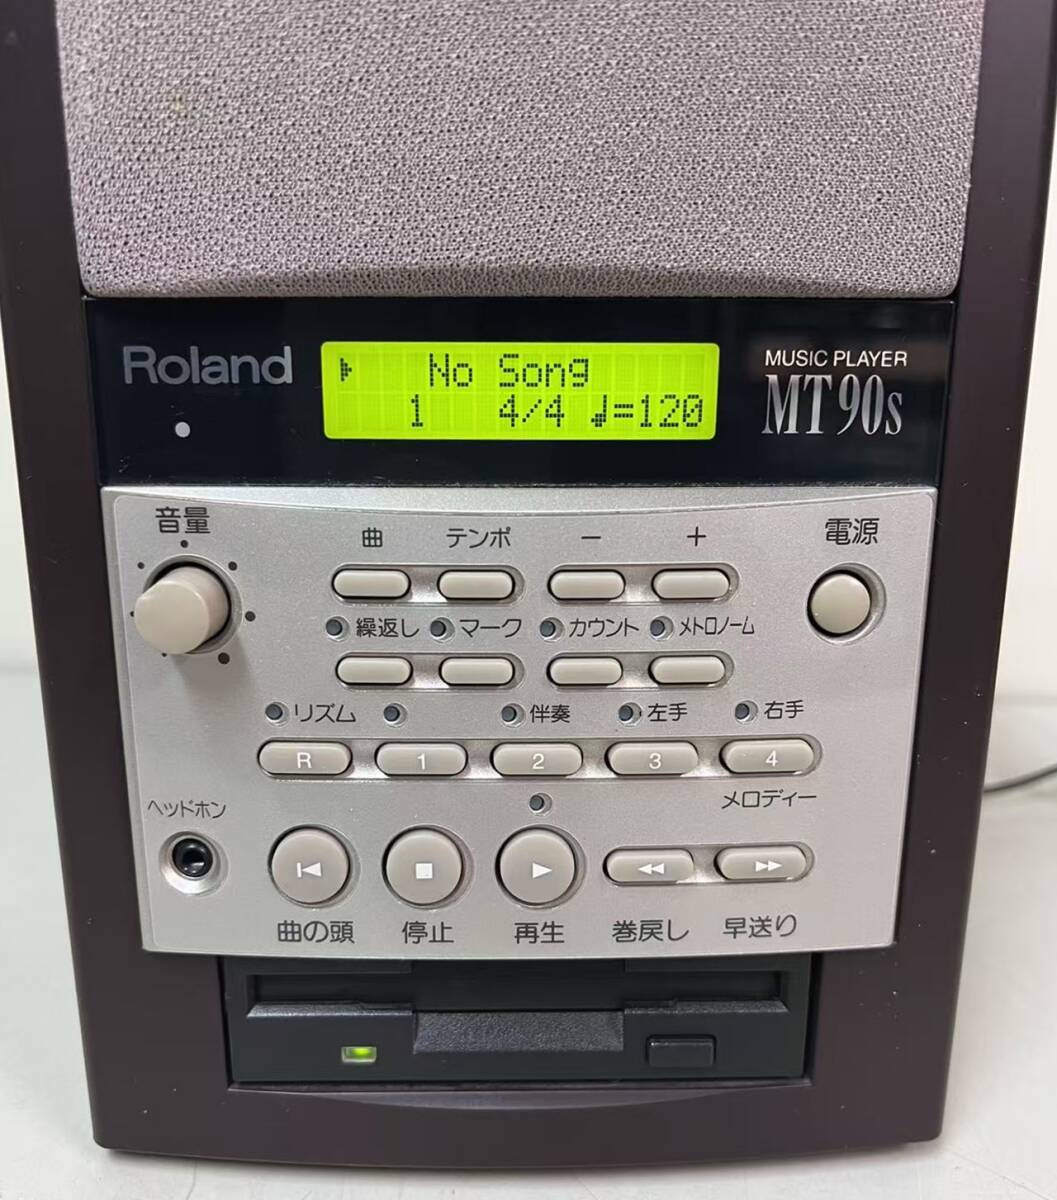 Roland
No Song
1 4/4 ♩=120
MUSIC PLAYER
MT 90s
音量
曲 テンポ － ＋
電源
繰返し マーク カウント メトロノーム
リズム 伴奏 左手 右手
R 1 2 3 4
メロディー
ヘッドホン
曲の頭 停止 再生 巻戻し 早送り